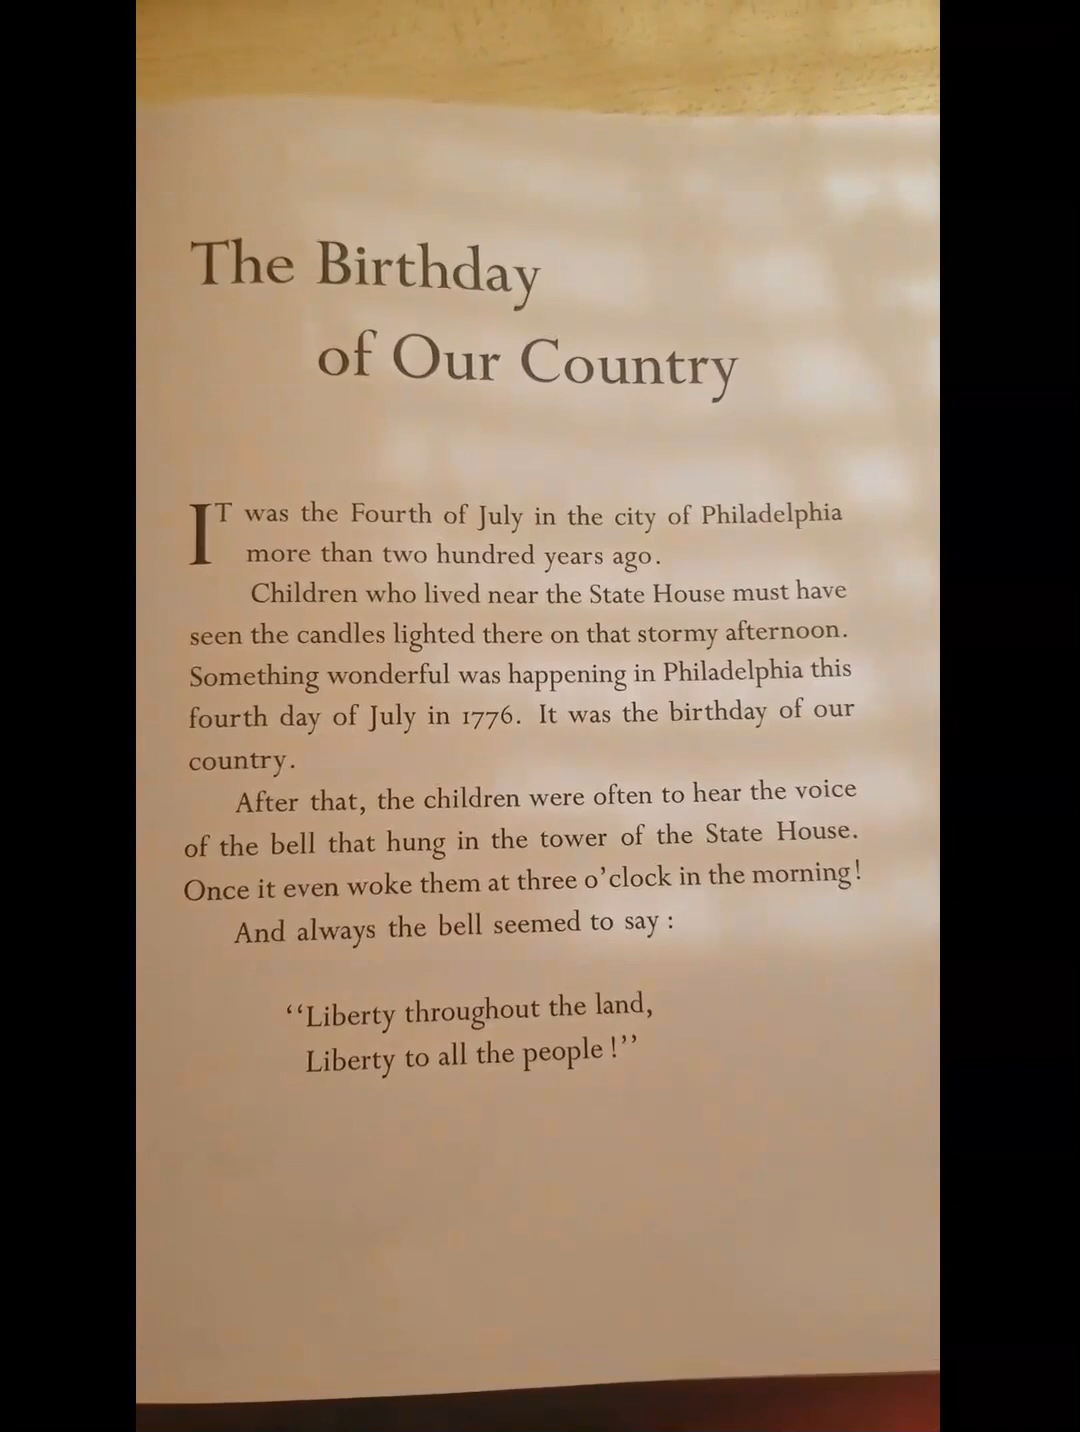 The Birthday
of Our Country
IT was the Fourth of July in the city of Philadelphia
more than two hundred years ago.
Children who lived near the State House must have
seen the candles lighted there on that stormy afternoon.
Something wonderful was happening in Philadelphia this
fourth day of July in 1776. It was the birthday of our
country.
After that, the children were often to hear the voice
of the bell that hung in the tower of the State House.
Once it even woke them at three o’clock in the morning!
And always the bell seemed to say:
‘‘Liberty throughout the land,
Liberty to all the people!’’